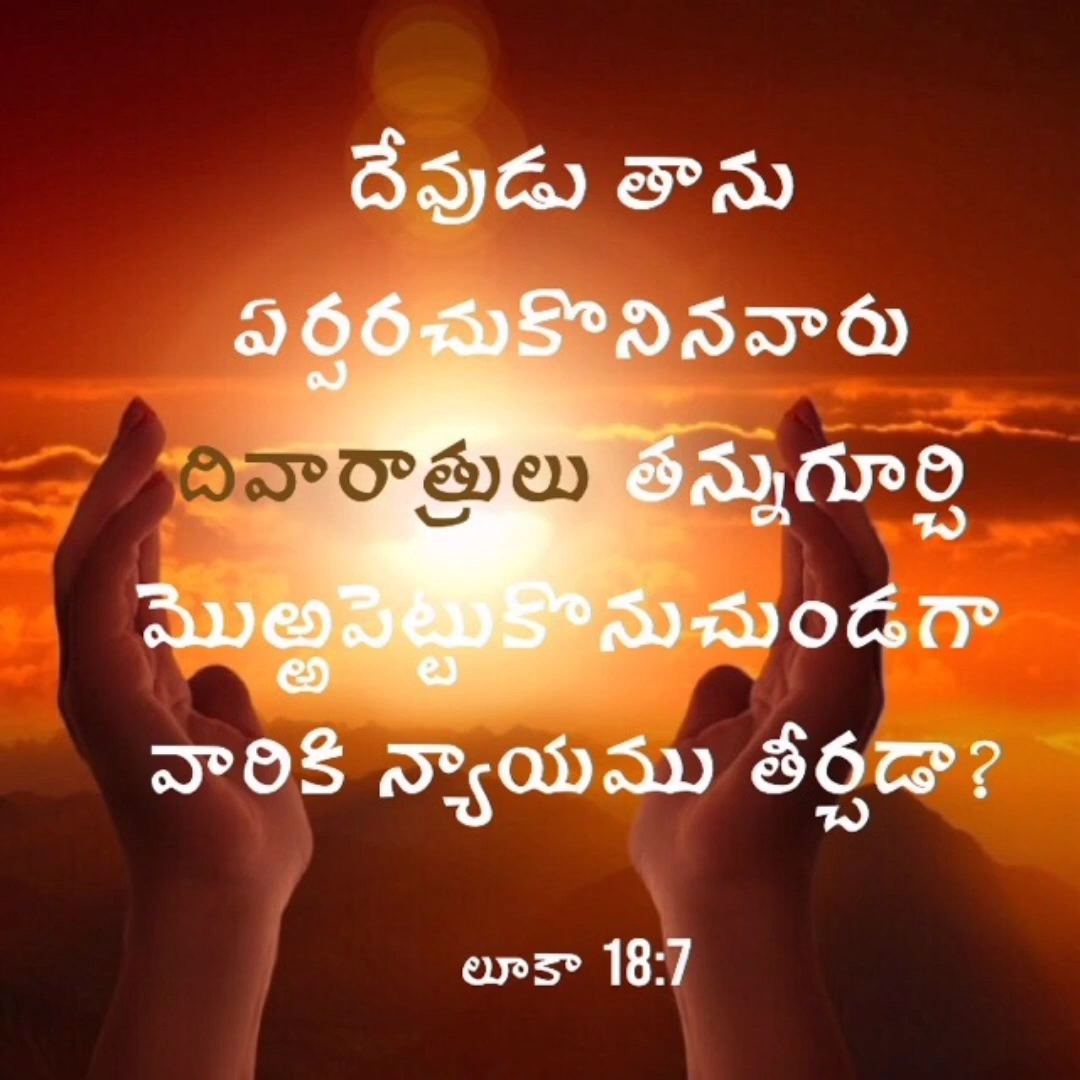 దేవుడు తాను
ఏర్పరచుకొనినవారు
దివారాత్రులు తన్నుగూర్చి
మొఱ్ఱపెట్టుకొనుచుండగా
వారికి న్యాయము తీర్చడా?
లూకా 18:7